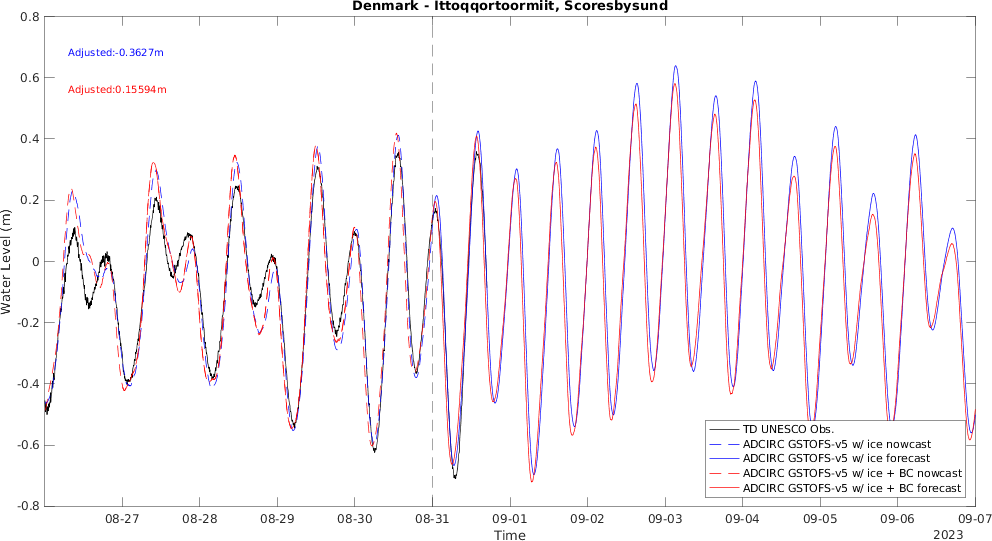 Denmark - Ittoqqortoormiit, Scoresbysund
Adjusted:-0.3627m
Adjusted:0.15594m
Water Level (m)
0.8
0.6
0.4
0.2
0
-0.2
-0.4
-0.6
-0.8
TD UNESCO Obs.
ADCIRC GSTOFS-v5 w/ ice nowcast
ADCIRC GSTOFS-v5 w/ ice forecast
ADCIRC GSTOFS-v5 w/ ice + BC nowcast
ADCIRC GSTOFS-v5 w/ ice + BC forecast
08-27 08-28 08-29 08-30 08-31 09-01 09-02 09-03 09-04 09-05 09-06 09-07
Time
2023